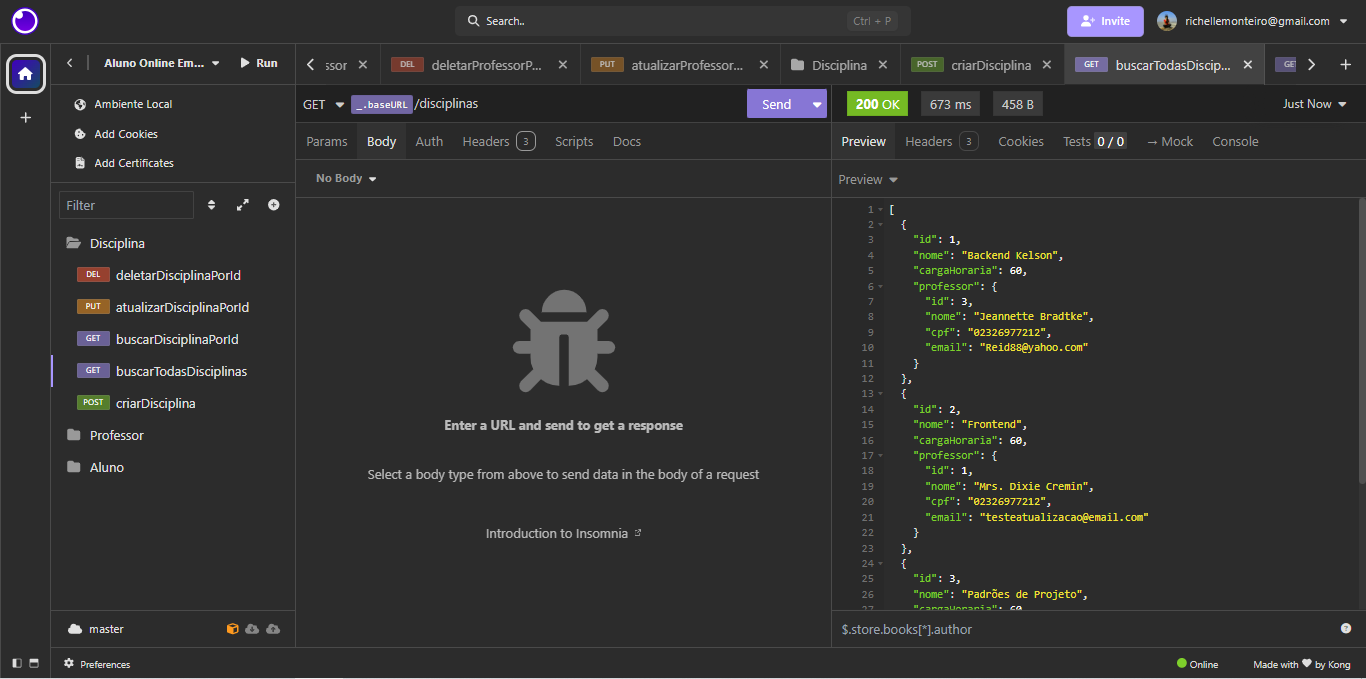 Search..
Ctrl + P
Invite
richellemonteiro@gmail.com
Aluno Online Em...
Run
ssor
DEL deletarProfessorP...
PUT atualizarProfessor...
Disciplina
POST criarDisciplina
GET buscarTodasDiscip...
GE
Ambiente Local
Add Cookies
Add Certificates
Filter
Disciplina
DEL deletarDisciplinaPorId
PUT atualizarDisciplinaPorId
GET buscarDisciplinaPorId
GET buscarTodasDisciplinas
POST criarDisciplina
Professor
Aluno
master
Preferences
GET _.baseURL /disciplinas
Send
Params Body Auth Headers 3 Scripts Docs
No Body
Enter a URL and send to get a response
Select a body type from above to send data in the body of a request
Introduction to Insomnia
200 OK 673 ms 458 B Just Now
Preview Headers 3 Cookies Tests 0 / 0 → Mock Console
Preview
1 [
2 {
3 "id": 1,
4 "nome": "Backend Kelson",
5 "cargaHoraria": 60,
6 "professor": {
7 "id": 3,
8 "nome": "Jeannette Bradtke",
9 "cpf": "02326977212",
10 "email": "Reid88@yahoo.com"
11 }
12 },
13 {
14 "id": 2,
15 "nome": "Frontend",
16 "cargaHoraria": 60,
17 "professor": {
18 "id": 1,
19 "nome": "Mrs. Dixie Cremin",
20 "cpf": "02326977212",
21 "email": "testeatualizacao@email.com"
22 }
23 },
24 {
25 "id": 3,
26 "nome": "Padrões de Projeto",
27 "cargaHoraria": 60
$.store.books[*].author
Online
Made with ❤ by Kong